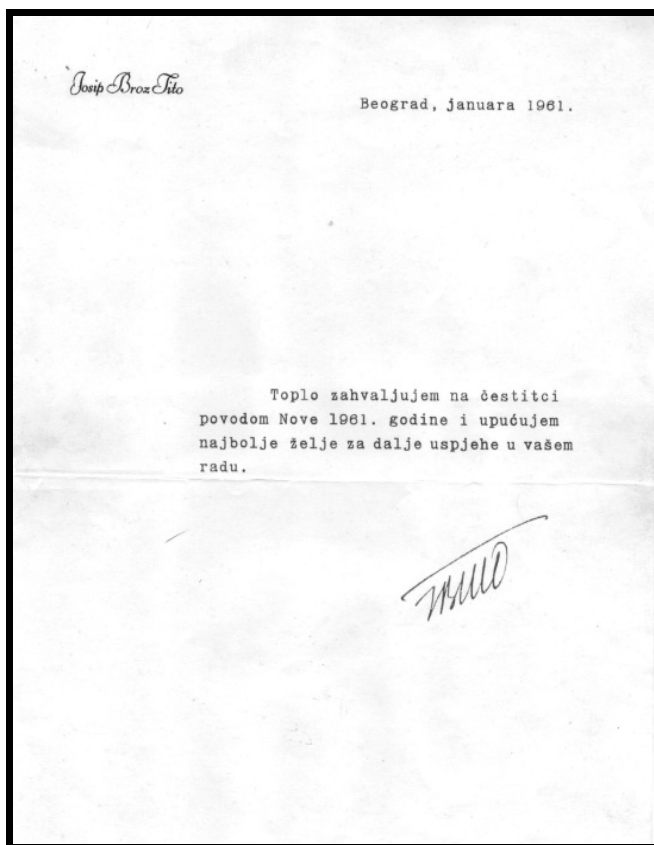 Josip Broz Tito
Beograd, januara 1961.
Toplo zahvaljujem na čestitci
povodom Nove 1961. godine i upućujem
najbolje želje za dalje uspjehe u vašem
radu.